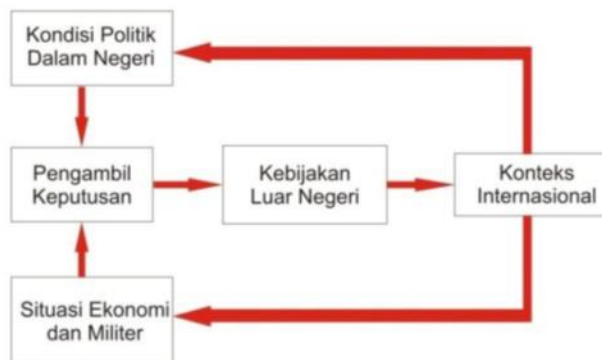 Kondisi Politik
Dalam Negeri
Pengambil
Keputusan
Kebijakan
Luar Negeri
Konteks
Internasional
Situasi Ekonomi
dan Militer